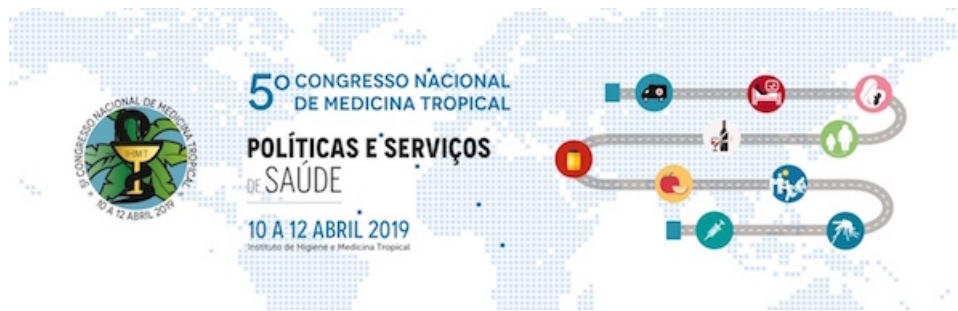 5º CONGRESSO NACIONAL DE MEDICINA TROPICAL
IHMT
10 A 12 ABRIL 2019
5º CONGRESSO NACIONAL
DE MEDICINA TROPICAL
POLÍTICAS E SERVIÇOS
DE SAÚDE
10 A 12 ABRIL 2019
Instituto de Higiene e Medicina Tropical